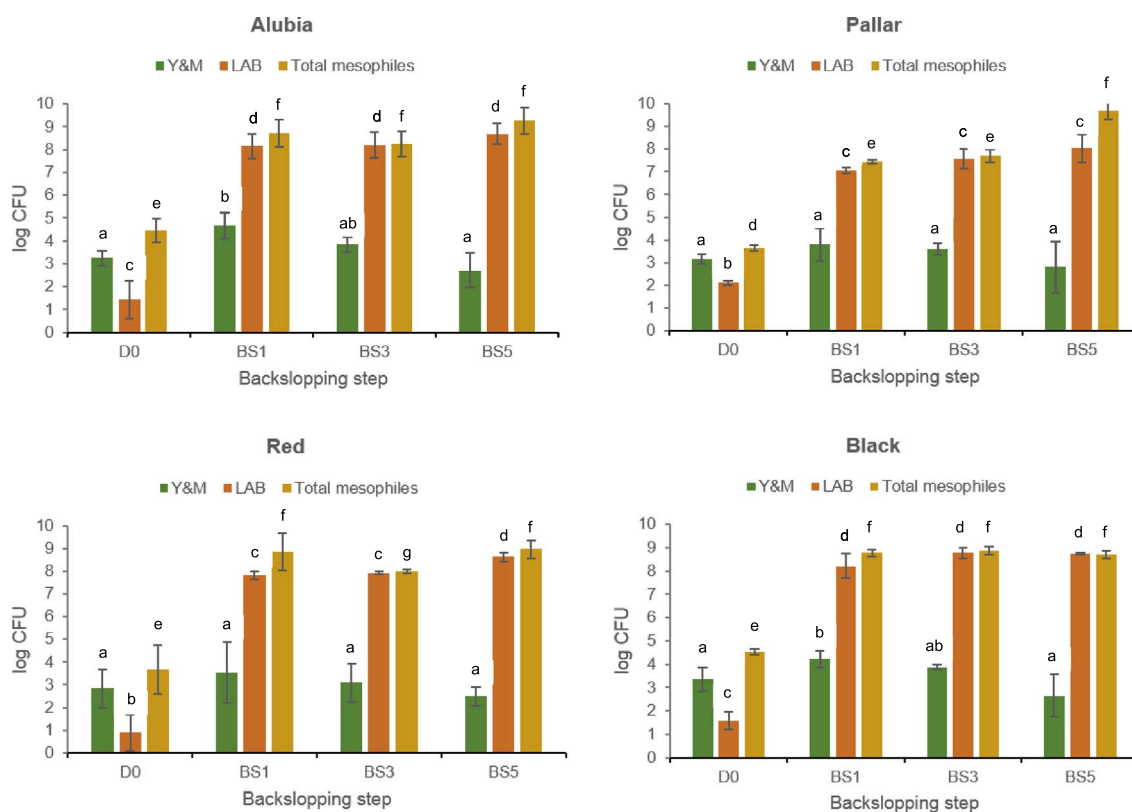 Alubia
Y&M LAB Total mesophiles
log CFU
10
9
8
7
6
5
4
3
2
1
0
a c e
b d f
ab d f
a d f
D0 BS1 BS3 BS5
Backslopping step
Pallar
Y&M LAB Total mesophiles
log CFU
10
9
8
7
6
5
4
3
2
1
0
a b d
a c e
a c e
a c f
D0 BS1 BS3 BS5
Backslopping step
Red
Y&M LAB Total mesophiles
log CFU
10
9
8
7
6
5
4
3
2
1
0
a b e
a c f
a c g
a d f
D0 BS1 BS3 BS5
Backslopping step
Black
Y&M LAB Total mesophiles
log CFU
10
9
8
7
6
5
4
3
2
1
0
a c e
b d f
ab d f
a d f
D0 BS1 BS3 BS5
Backslopping step